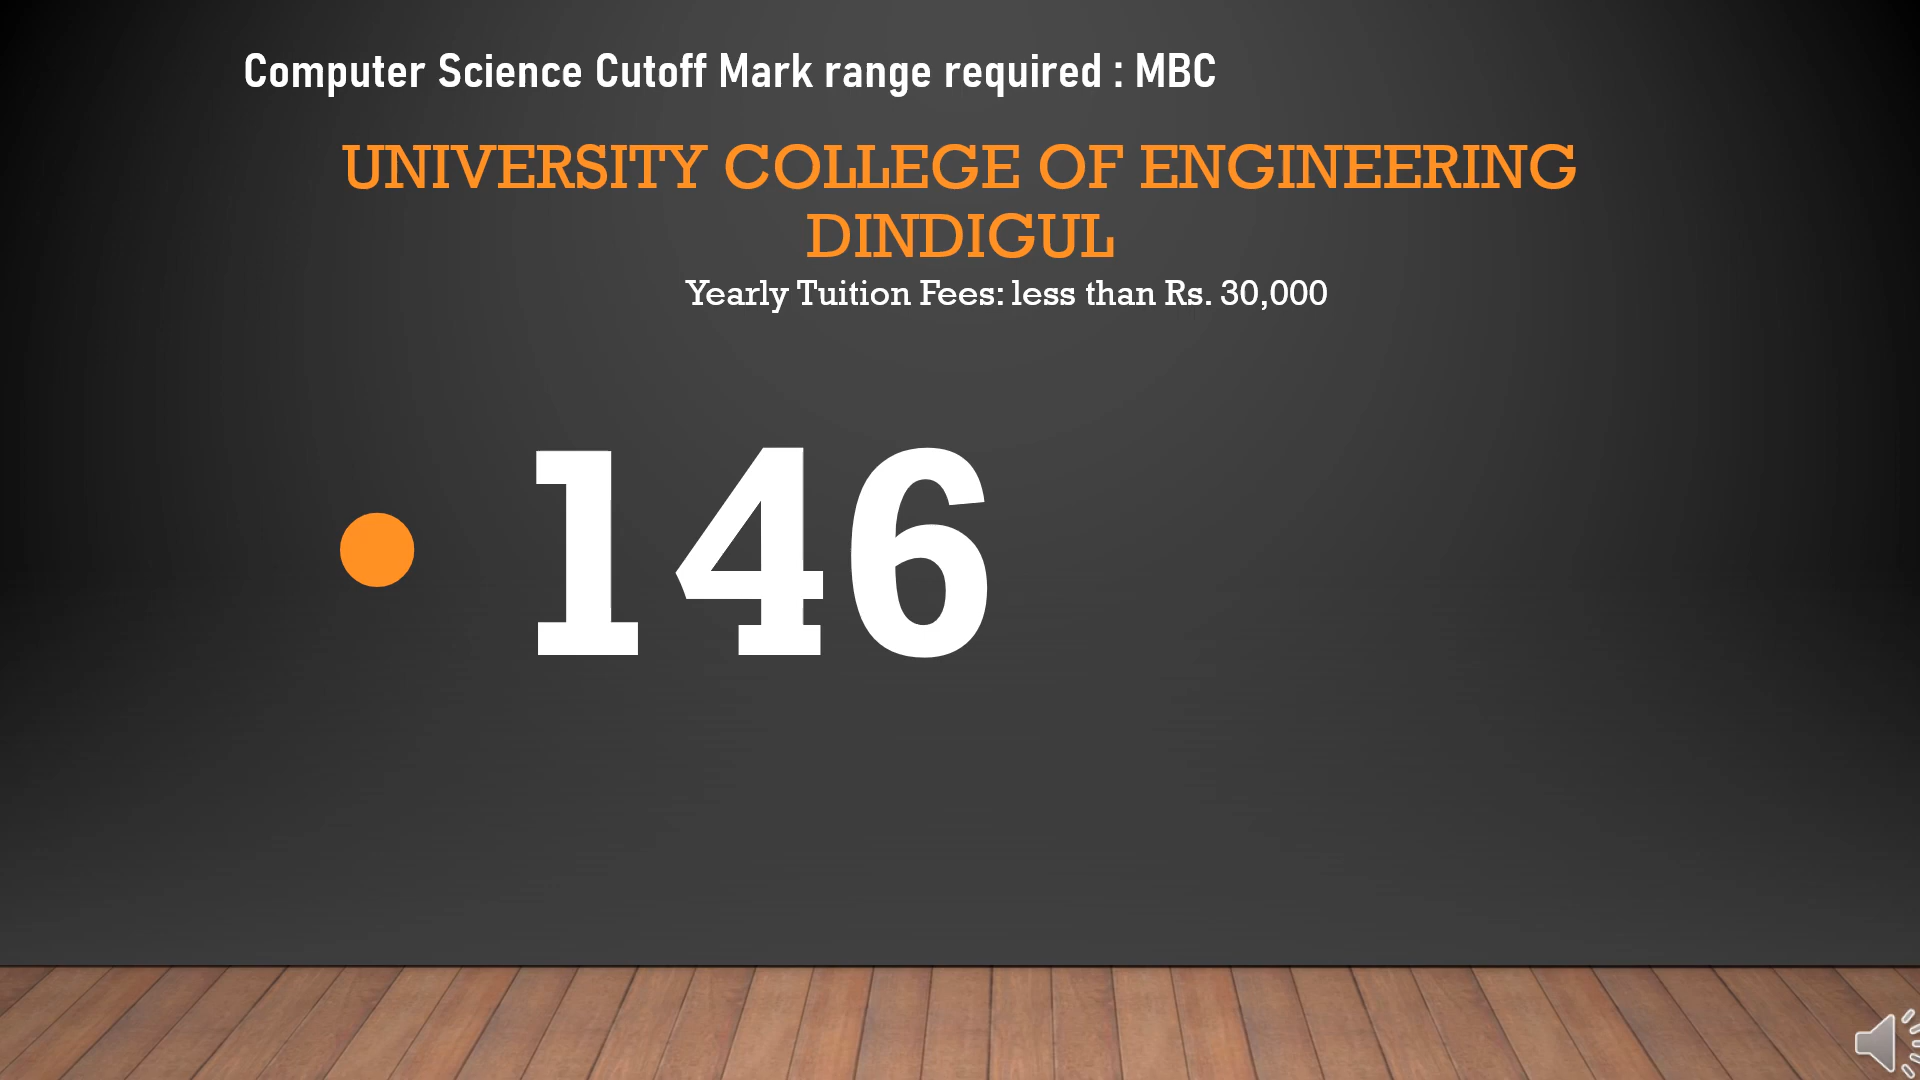 Computer Science Cutoff Mark range required : MBC
UNIVERSITY COLLEGE OF ENGINEERING
DINDIGUL
Yearly Tuition Fees: less than Rs. 30,000
146